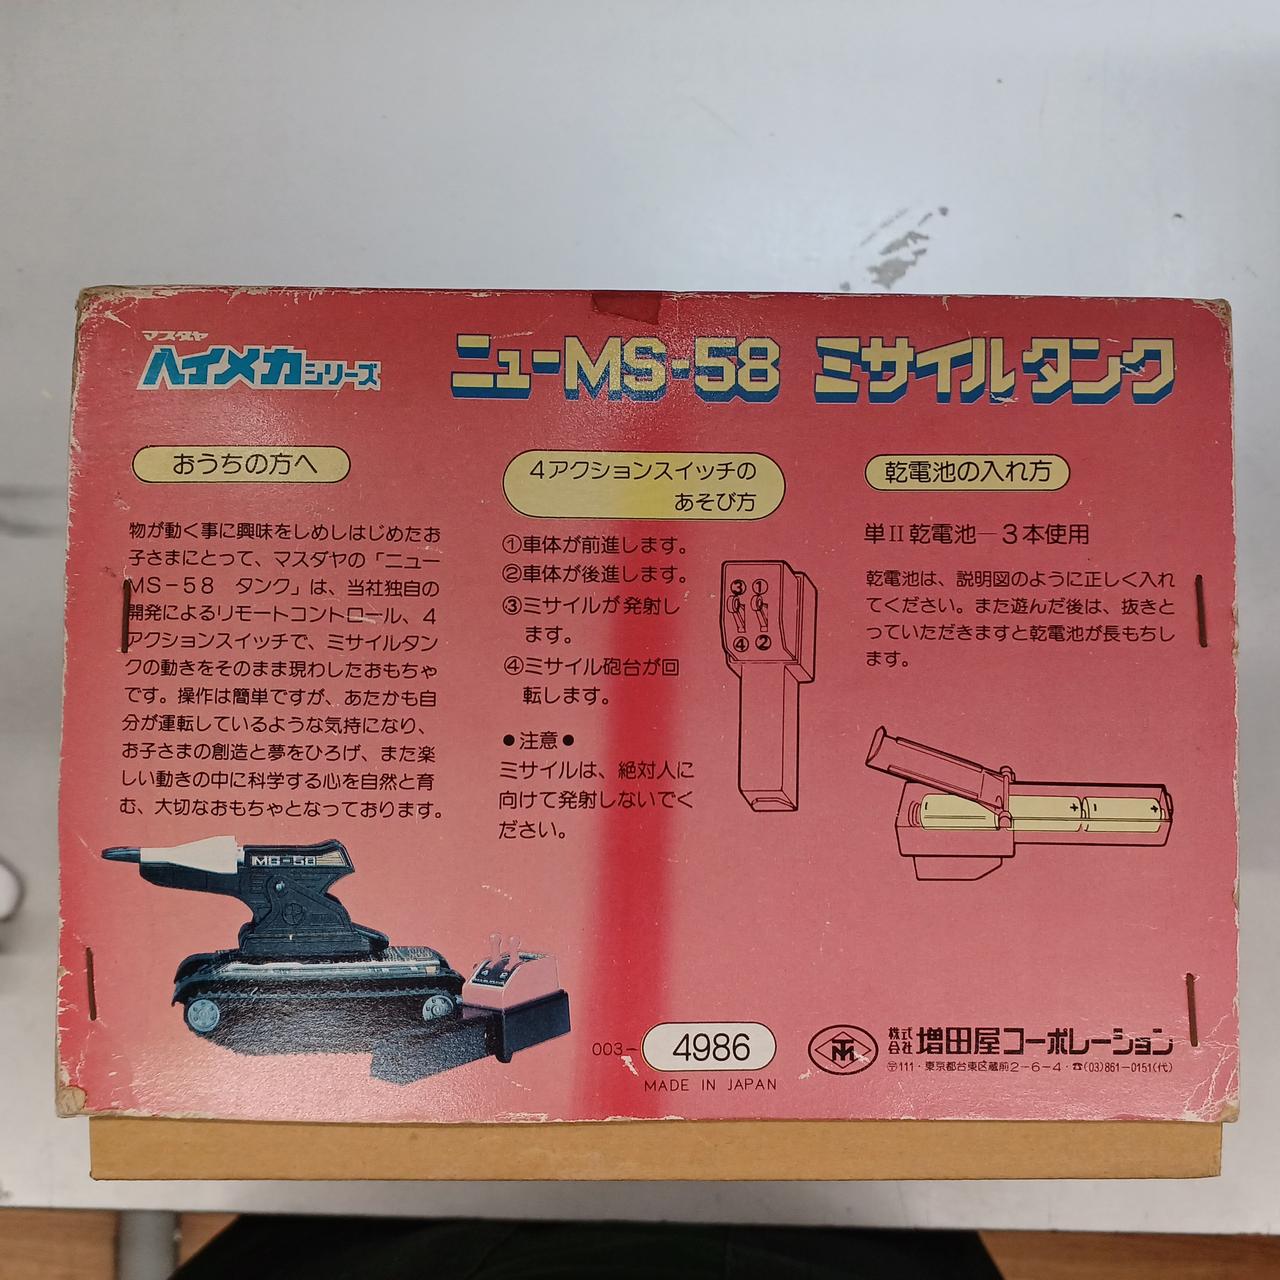 マスダヤ
ハイメカシリーズ
ニューMS-58 ミサイルタンク
おうちの方へ
物が動く事に興味をしめしはじめたお
子さまにとって、マスダヤの「ニュー
MS-58 タンク」は、当社独自の
開発によるリモートコントロール、4
アクションスイッチで、ミサイルタン
クの動きをそのまま現わしたおもちゃ
です。操作は簡単ですが、あたかも自
分が運転しているような気持になり、
お子さまの創造と夢をひろげ、また楽
しい動きの中に科学する心を自然と育
む、大切なおもちゃとなっております。
MS-58
4アクションスイッチの
あそび方
①車体が前進します。
②車体が後進します。
③ミサイルが発射し
ます。
④ミサイル砲台が回
転します。
●注意●
ミサイルは、絶対人に
向けて発射しないでく
ださい。
③ ①
④ ②
乾電池の入れ方
単II乾電池—3本使用
乾電池は、説明図のように正しく入れ
てください。また遊んだ後は、抜きと
っていただきますと乾電池が長もちし
ます。
- + - +
003-4986
MADE IN JAPAN
TM
株式会社 増田屋コーポレーション
〒111・東京都台東区蔵前2-6-4・☎(03)861-0151(代)